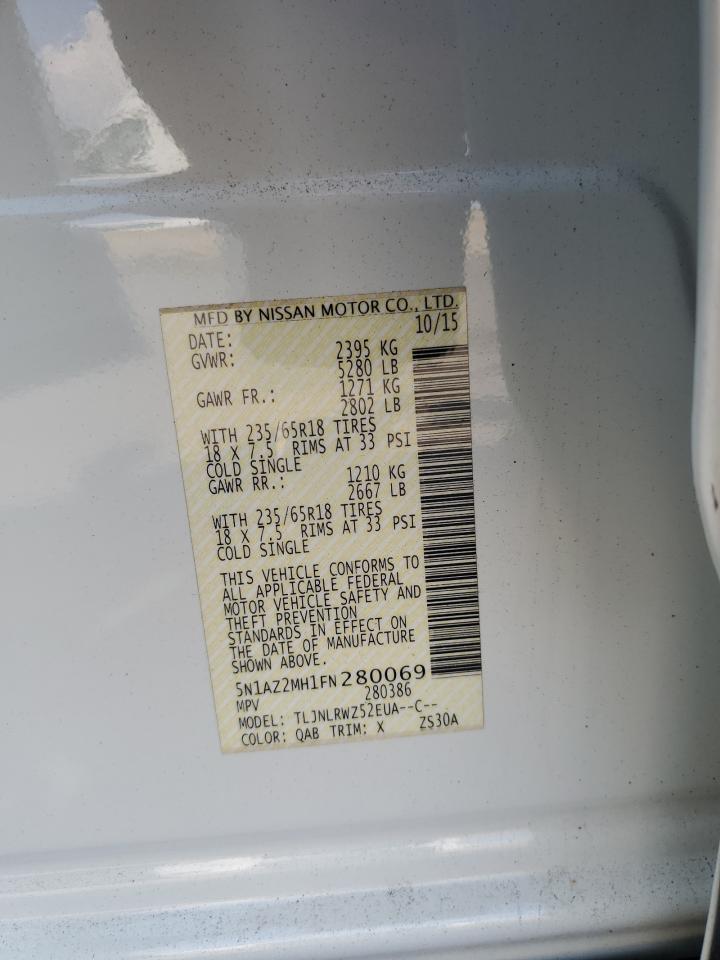 MFD BY NISSAN MOTOR CO., LTD.
DATE: 10/15
GVWR: 2395 KG
5280 LB
GAWR FR.: 1271 KG
2802 LB
WITH 235/65R18 TIRES
18 X 7.5 RIMS AT 33 PSI
COLD SINGLE
GAWR RR.: 1210 KG
2667 LB
WITH 235/65R18 TIRES
18 X 7.5 RIMS AT 33 PSI
COLD SINGLE
THIS VEHICLE CONFORMS TO
ALL APPLICABLE FEDERAL
MOTOR VEHICLE SAFETY AND
THEFT PREVENTION
STANDARDS IN EFFECT ON
THE DATE OF MANUFACTURE
SHOWN ABOVE.
5N1AZ2MH1FN280069
MPV 280386
MODEL: TLJNLRWZ52EUA--C--
COLOR: QAB TRIM: X ZS30A